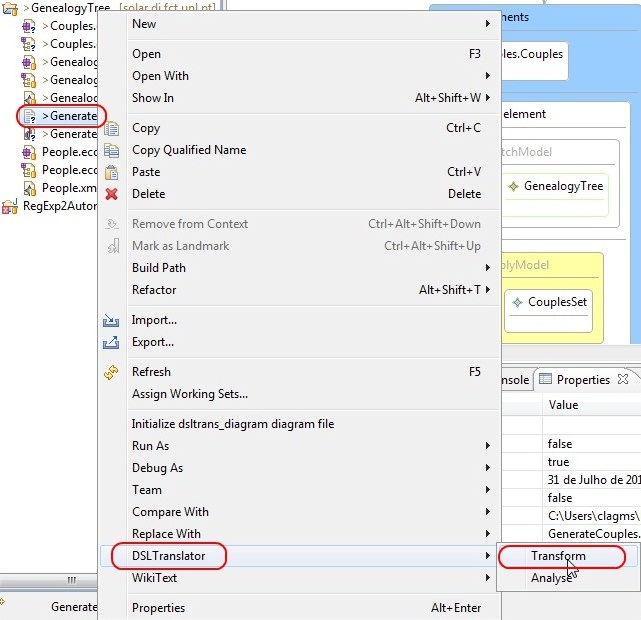 >GenealogyTree [solar.di.fct.unl.pt]
>Couples.
>Couples.
>Genealog
>Genealog
>Genealog
>Generate
>Generate
People.eco
People.eco
People.xm
RegExp2Autor
New
Open F3
Open With
Show In Alt+Shift+W
Copy Ctrl+C
Copy Qualified Name
Paste Ctrl+V
Delete Delete
Remove from Context Ctrl+Alt+Shift+Down
Mark as Landmark Ctrl+Alt+Shift+Up
Build Path
Refactor Alt+Shift+T
Import...
Export...
Refresh F5
Assign Working Sets...
Initialize dsltrans_diagram diagram file
Run As
Debug As
Team
Compare With
Replace With
DSLTranslator
WikiText
Properties Alt+Enter
Transform
Analyse
ents
les.Couples
element
tchModel
GenealogyTree
plyModel
CouplesSet
nsole Properties
Value
false
true
31 de Julho de 201
false
C:\Users\clagms\
GenerateCouples.
Generate